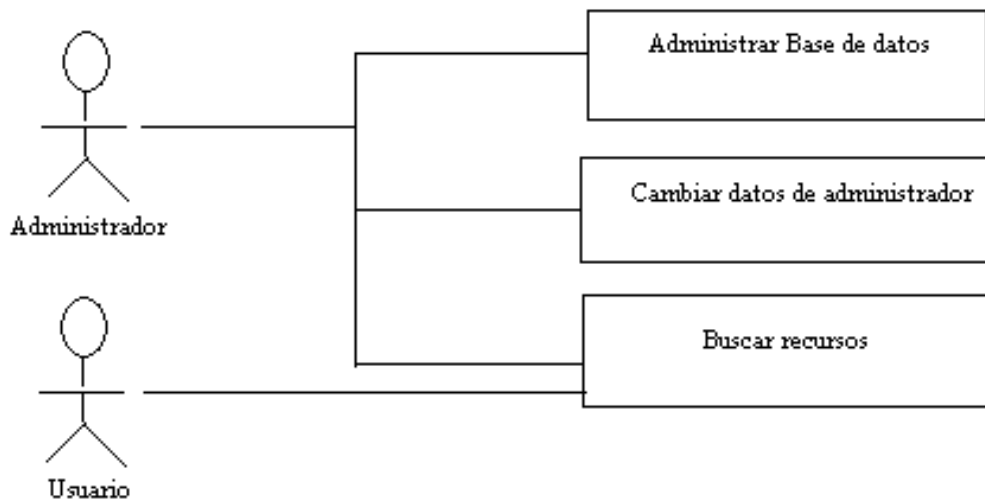 Administrar Base de datos
Administrador
Cambiar datos de administrador
Buscar recursos
Usuario